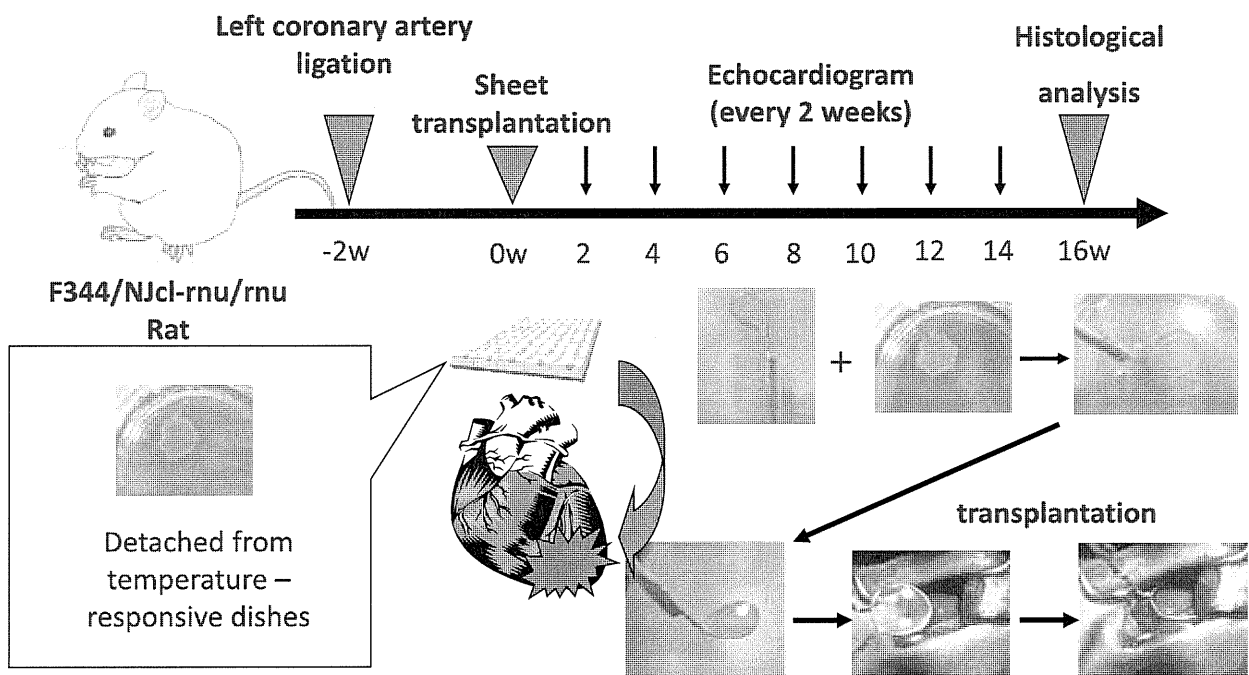 Left coronary artery
ligation
Sheet
transplantation
Echocardiogram
(every 2 weeks)
Histological
analysis
-2w
0w
2
4
6
8
10
12
14
16w
F344/NJcl-rnu/rnu
Rat
+
Detached from
temperature –
responsive dishes
transplantation